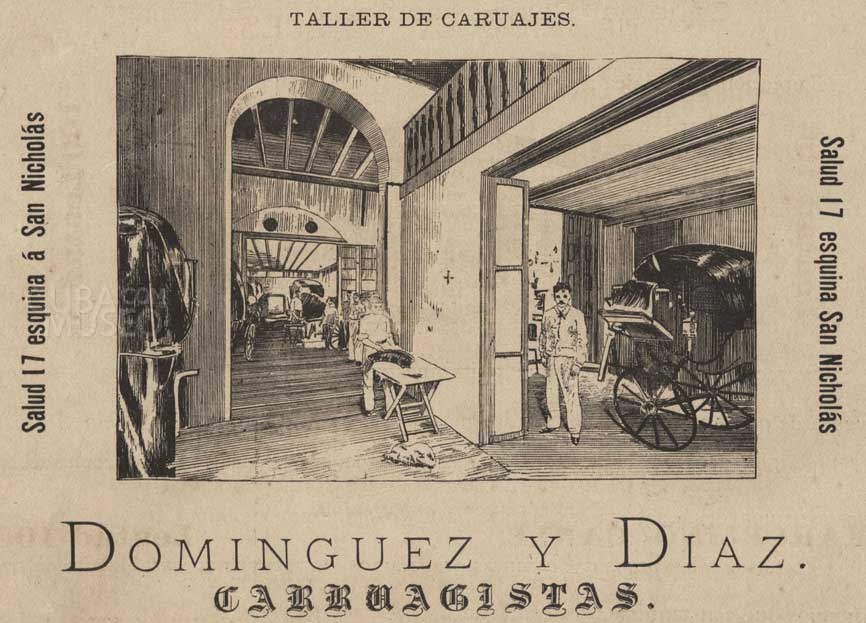 TALLER DE CARUAJES.
Salud 17 esquina á San Nicholás
Salud 17 esquina San Nicholás
DOMINGUEZ Y DIAZ.
CARRUAGISTAS.